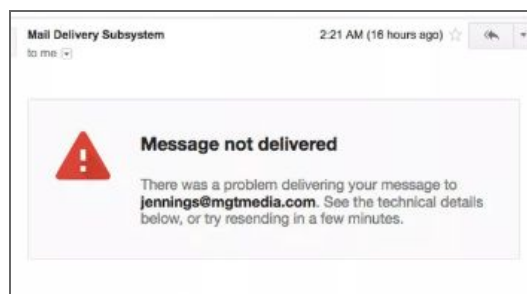 Mail Delivery Subsystem 2:21 AM (16 hours ago)
to me
Message not delivered
There was a problem delivering your message to
jennings@mgtmedia.com. See the technical details
below, or try resending in a few minutes.